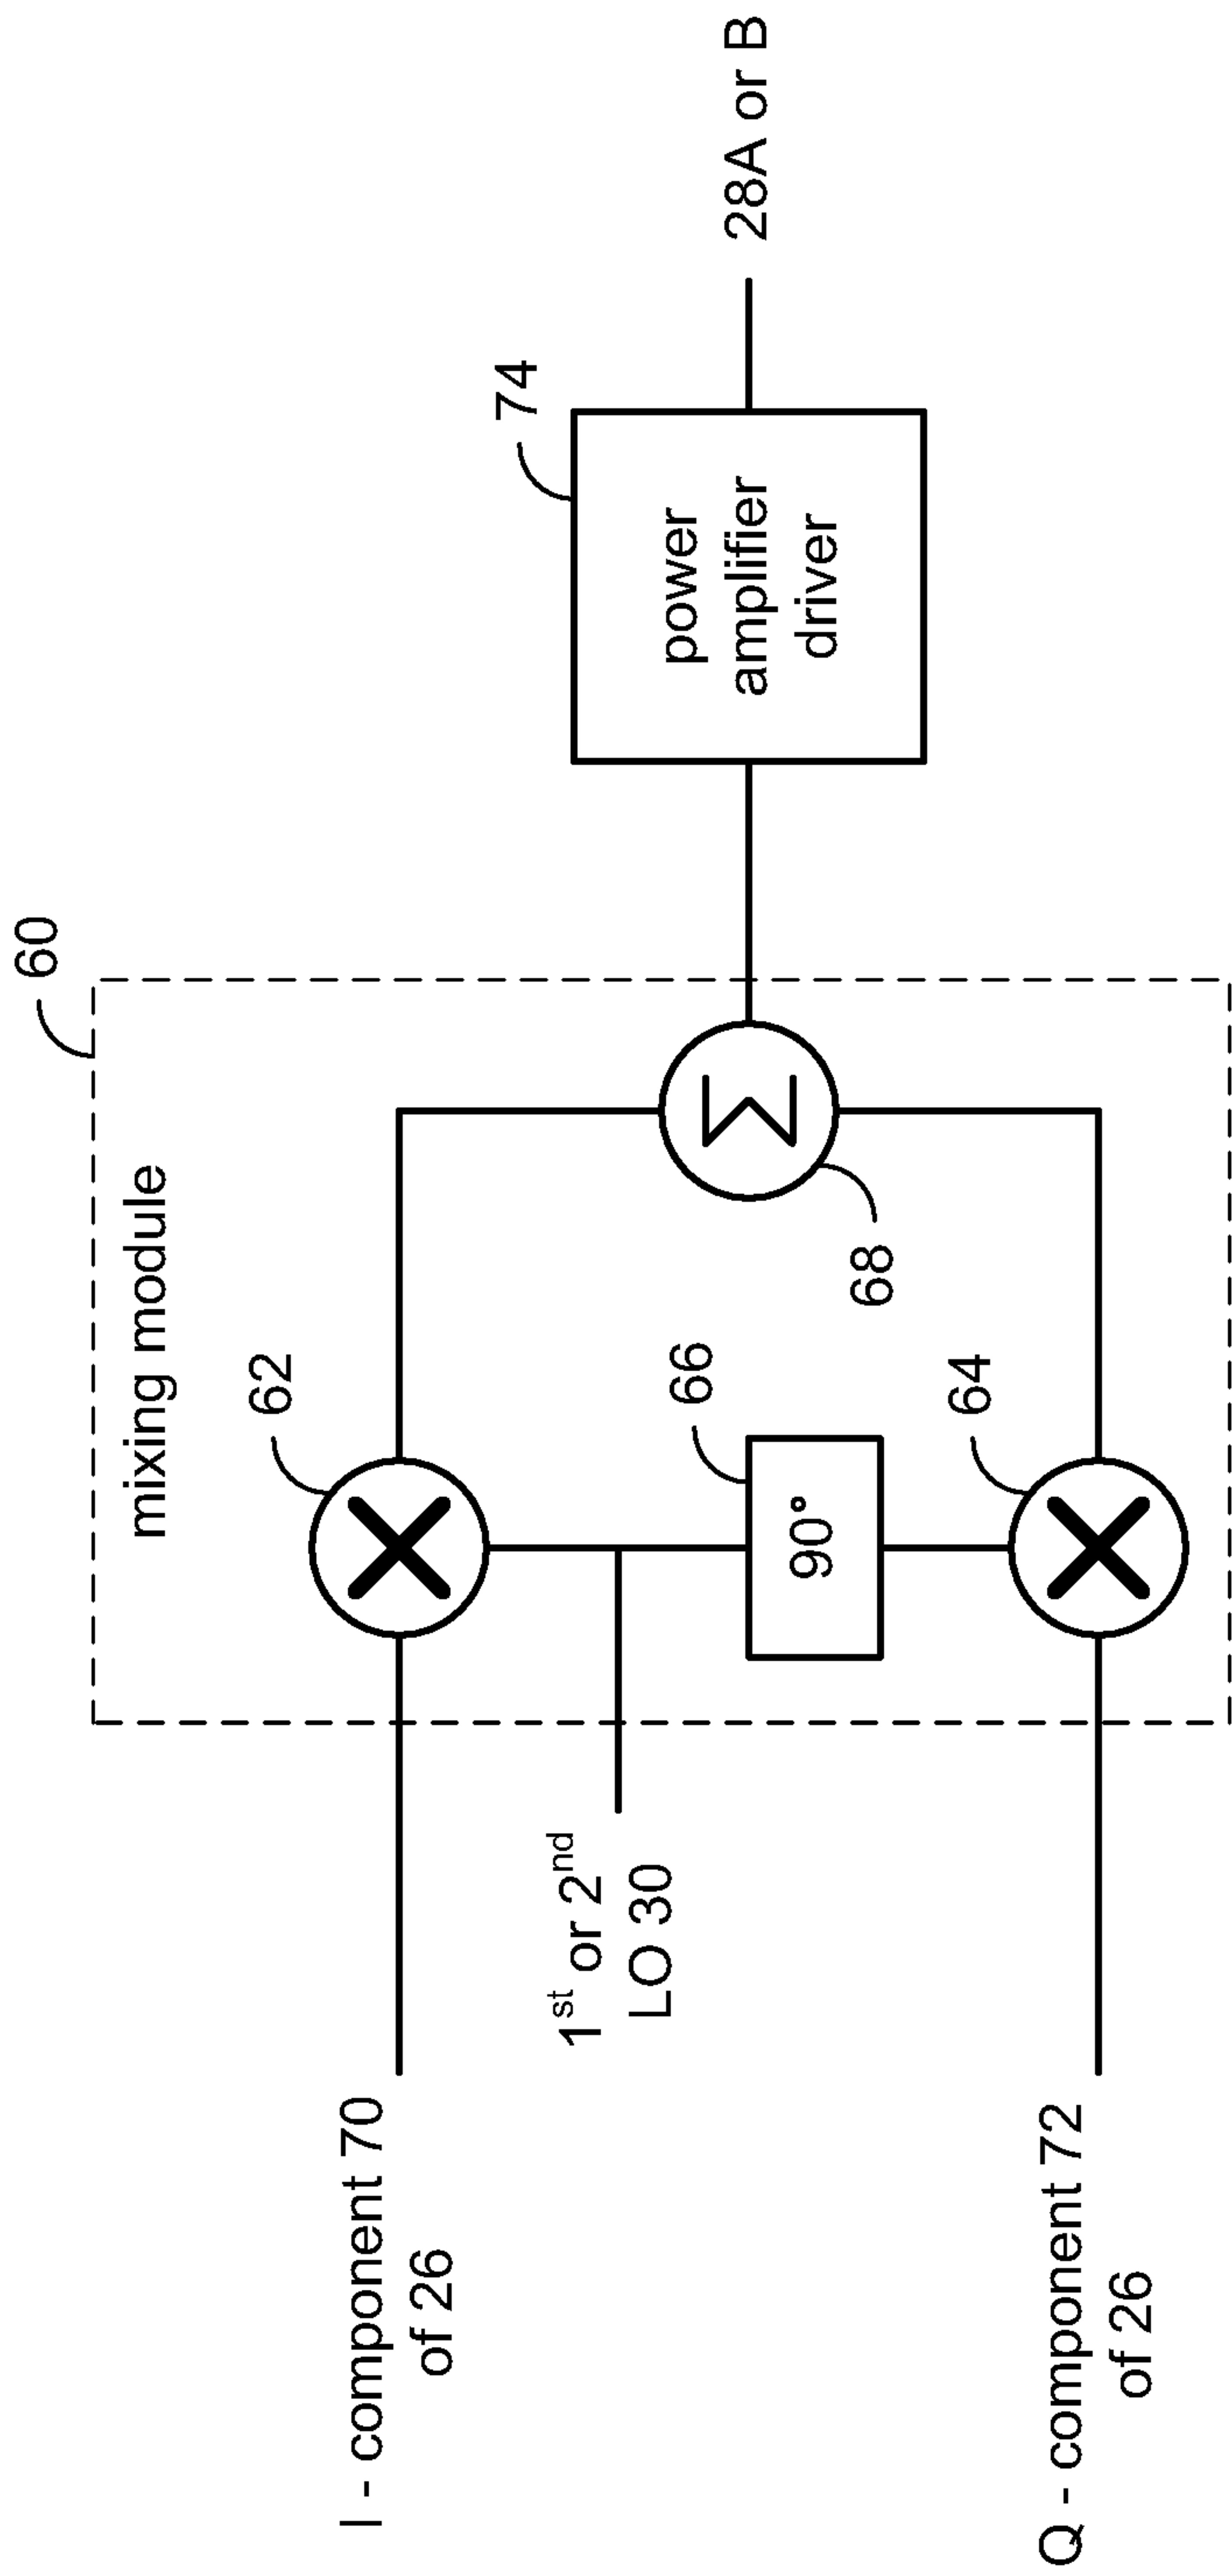 60
mixing module
62
74
I - component 70
of 26
1st or 2nd
LO 30
66
90°
Σ
power
amplifier
driver
28A or B
68
64
Q - component 72
of 26